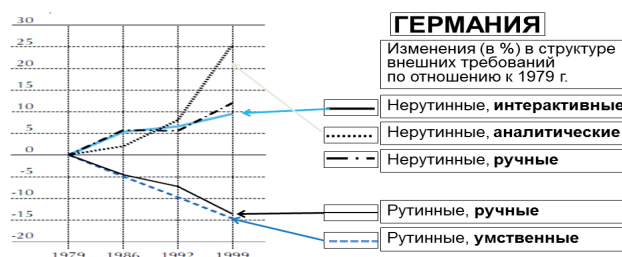 ГЕРМАНИЯ
Изменения (в %) в структуре
внешних требований
по отношению к 1979 г.
Нерутинные, интерактивные
Нерутинные, аналитические
Нерутинные, ручные
Рутинные, ручные
Рутинные, умственные
30
25
20
15
10
5
0
-5
-10
-15
-20
1979 1986 1992 1999